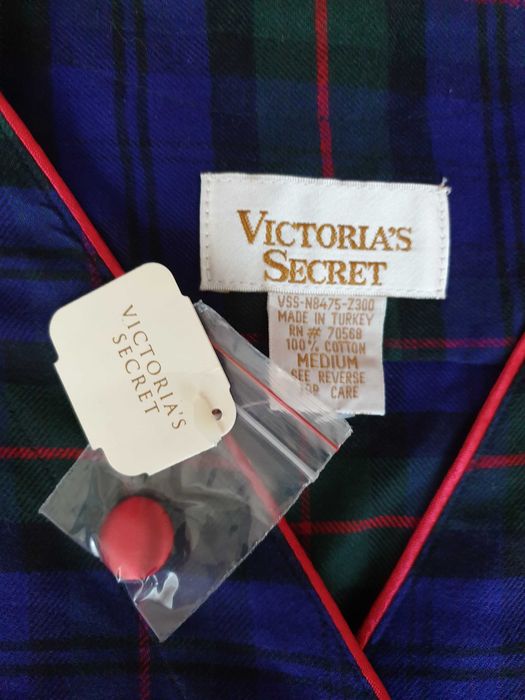 VICTORIA'S
SECRET
VSS-N8475-Z300
MADE IN TURKEY
RN # 70568
100% COTTON
MEDIUM
SEE REVERSE
FOR CARE
VICTORIA'S
SECRET